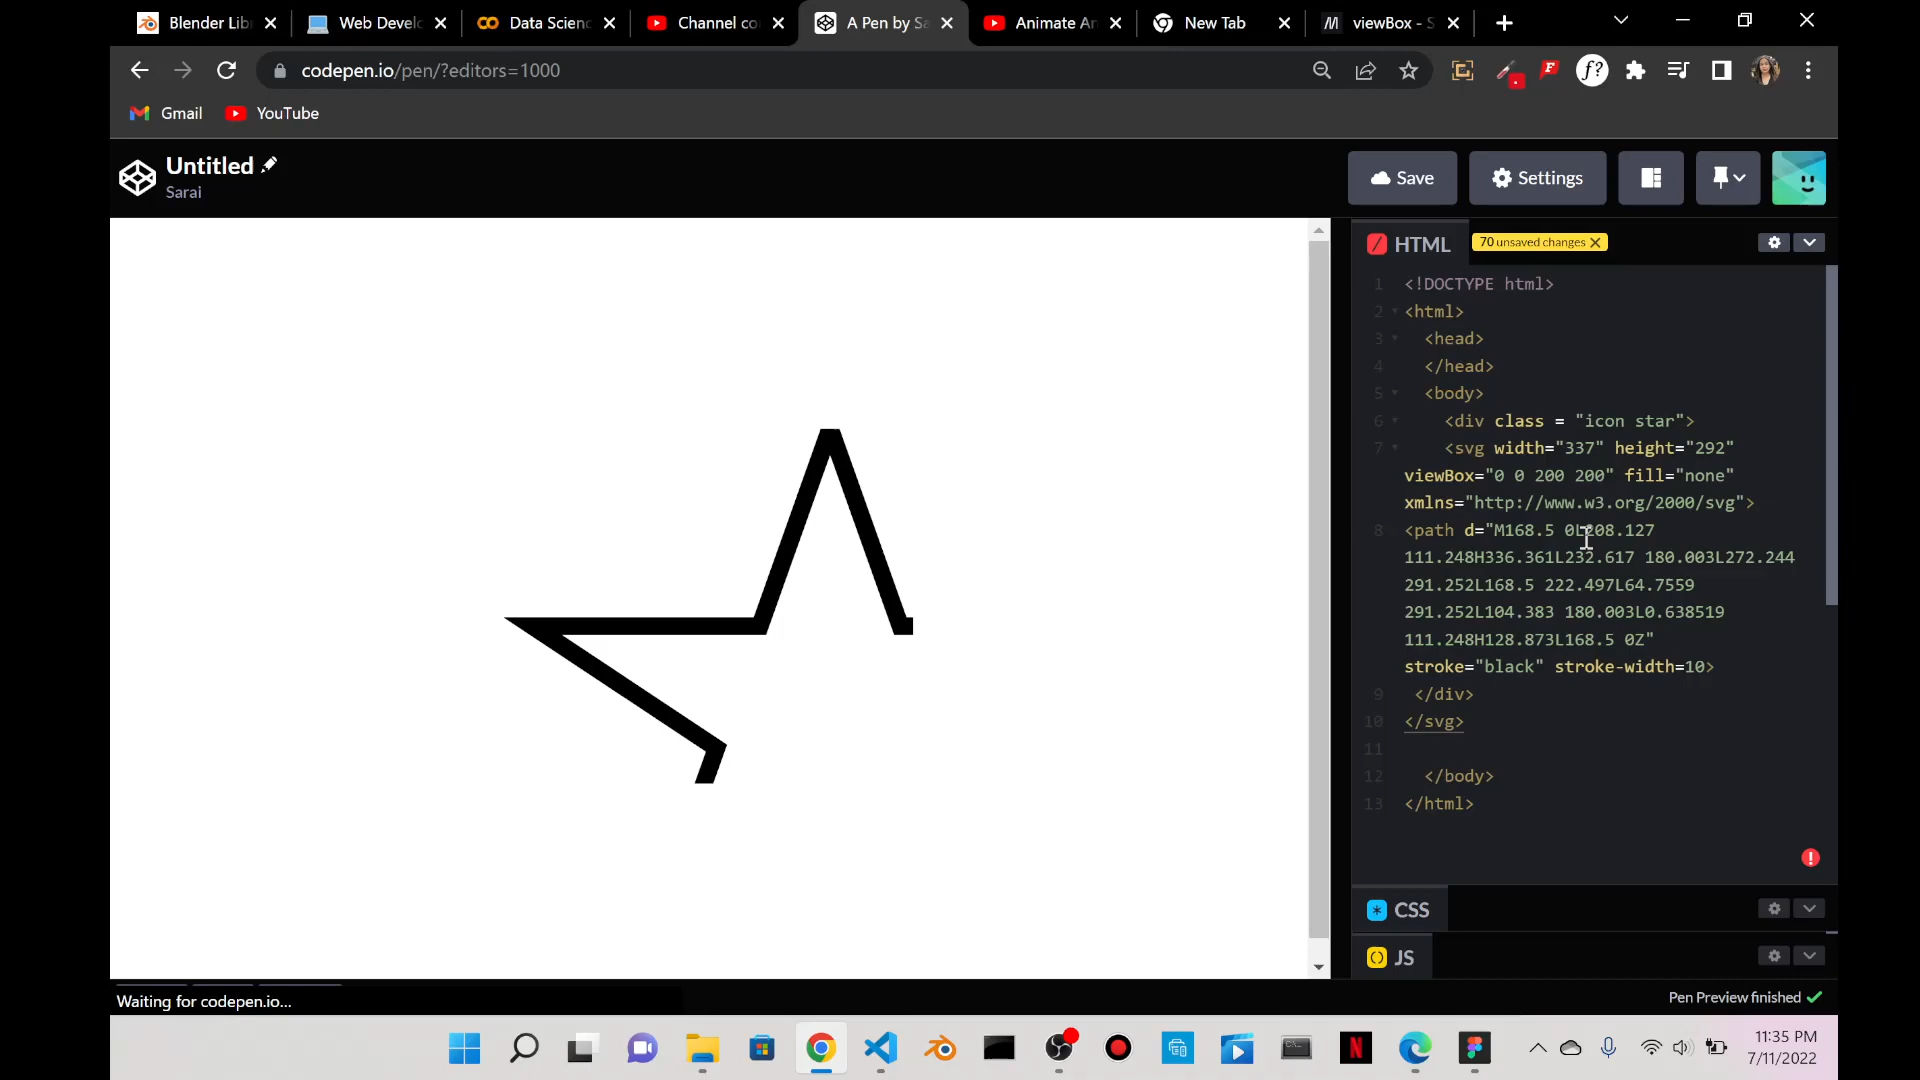 Blender Lib
Web Develo
Data Scienc
Channel co
A Pen by Sa
Animate An
New Tab
viewBox - S
codepen.io/pen/?editors=1000
Gmail
YouTube
Untitled
Sarai
Save
Settings
HTML
70 unsaved changes
1 <!DOCTYPE html>
2 <html>
3 <head>
4 </head>
5 <body>
6 <div class = "icon star">
7 <svg width="337" height="292"
viewBox="0 0 200 200" fill="none"
xmlns="http://www.w3.org/2000/svg">
8 <path d="M168.5 0L208.127
111.248H336.361L232.617 180.003L272.244
291.252L168.5 222.497L64.7559
291.252L104.383 180.003L0.638519
111.248H128.873L168.5 0Z"
stroke="black" stroke-width=10>
9 </div>
10 </svg>
11
12 </body>
13 </html>
CSS
JS
Waiting for codepen.io...
Pen Preview finished
11:35 PM
7/11/2022